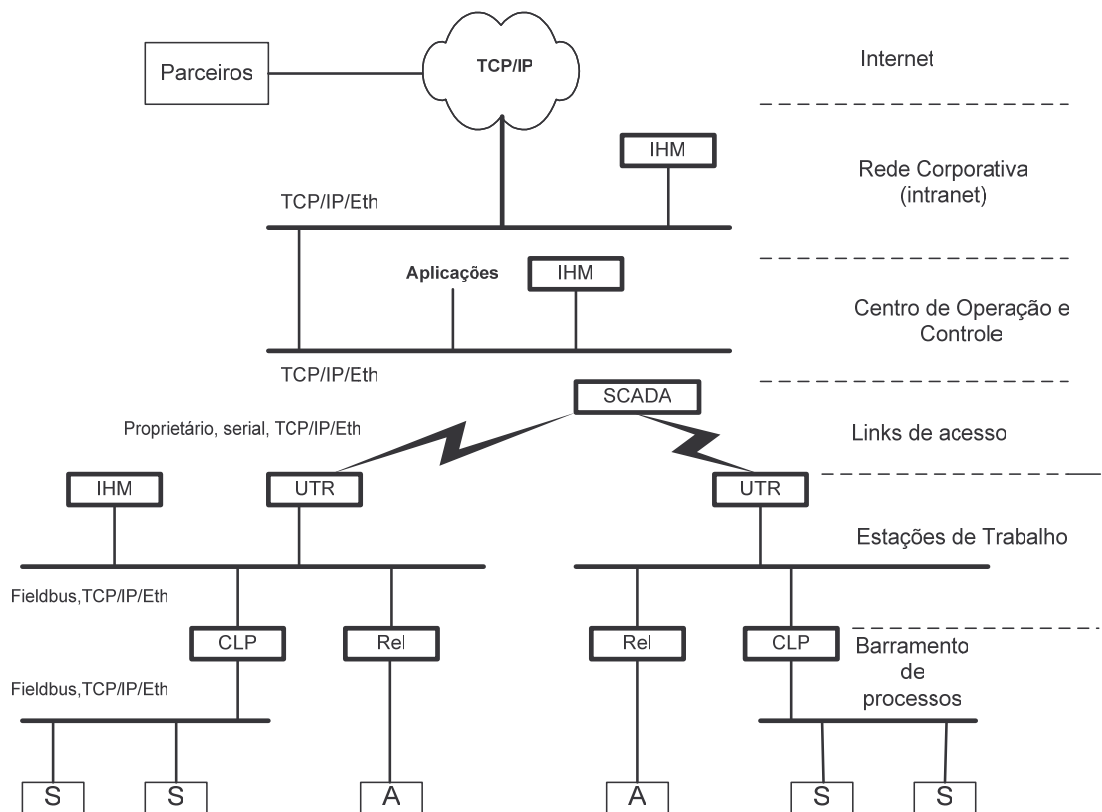 Parceiros
TCP/IP
Internet
IHM
Rede Corporativa
(intranet)
TCP/IP/Eth
Aplicações
IHM
Centro de Operação e
Controle
TCP/IP/Eth
SCADA
Proprietário, serial, TCP/IP/Eth
Links de acesso
IHM
UTR
UTR
Estações de Trabalho
Fieldbus,TCP/IP/Eth
CLP
Rel
Rel
CLP
Barramento
de
processos
Fieldbus,TCP/IP/Eth
S
S
A
A
S
S